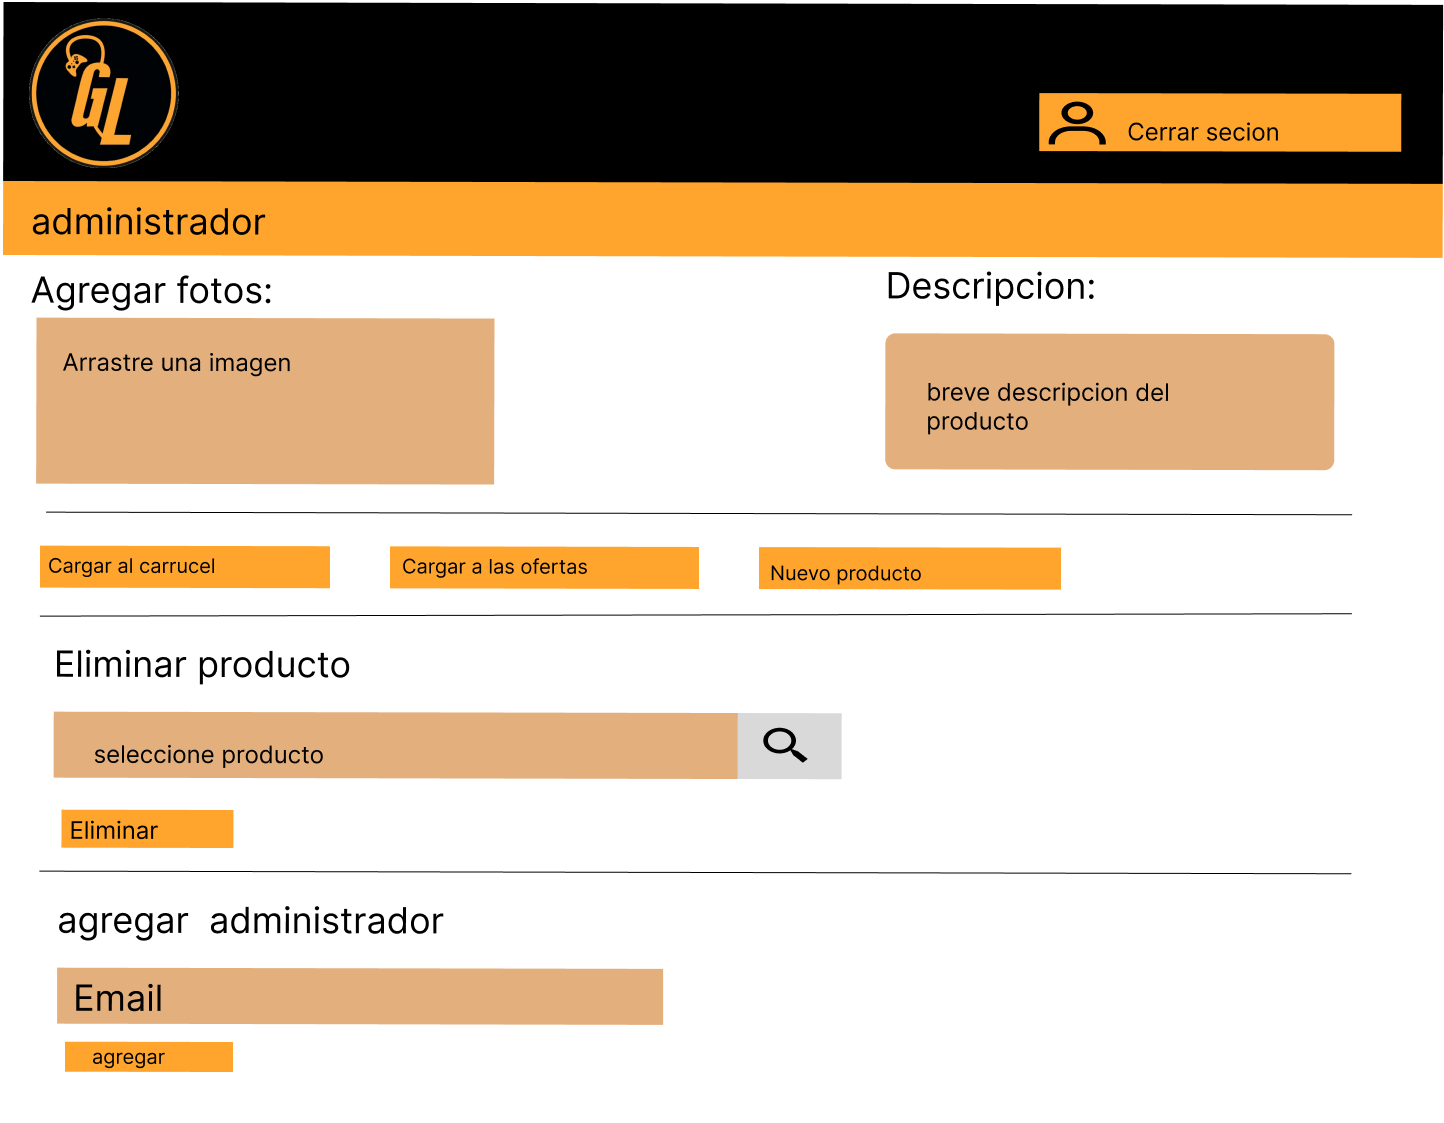 GL
Cerrar secion
administrador
Agregar fotos:
Descripcion:
Arrastre una imagen
breve descripcion del
producto
Cargar al carrucel
Cargar a las ofertas
Nuevo producto
Eliminar producto
seleccione producto
Eliminar
agregar administrador
Email
agregar